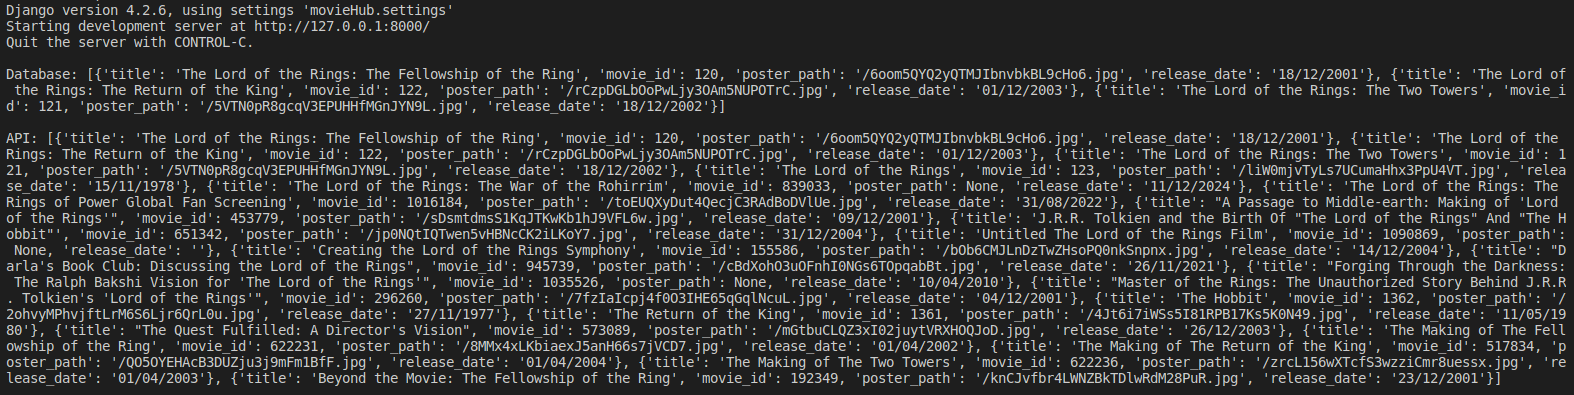 Django version 4.2.6, using settings 'movieHub.settings'
Starting development server at http://127.0.0.1:8000/
Quit the server with CONTROL-C.
Database: [{'title': 'The Lord of the Rings: The Fellowship of the Ring', 'movie_id': 120, 'poster_path': '/6oom5QYQ2yQTMJIbnvbkBL9cHo6.jpg', 'release_date': '18/12/2001'}, {'title': 'The Lord of
the Rings: The Return of the King', 'movie_id': 122, 'poster_path': '/rCzpDGLbOoPwLjy3OAm5NUPOTrC.jpg', 'release_date': '01/12/2003'}, {'title': 'The Lord of the Rings: The Two Towers', 'movie_i
d': 121, 'poster_path': '/5VTN0pR8gcqV3EPUHHfMGnJYN9L.jpg', 'release_date': '18/12/2002'}]
API: [{'title': 'The Lord of the Rings: The Fellowship of the Ring', 'movie_id': 120, 'poster_path': '/6oom5QYQ2yQTMJIbnvbkBL9cHo6.jpg', 'release_date': '18/12/2001'}, {'title': 'The Lord of the
Rings: The Return of the King', 'movie_id': 122, 'poster_path': '/rCzpDGLbOoPwLjy3OAm5NUPOTrC.jpg', 'release_date': '01/12/2003'}, {'title': 'The Lord of the Rings: The Two Towers', 'movie_id': 1
21, 'poster_path': '/5VTN0pR8gcqV3EPUHHfMGnJYN9L.jpg', 'release_date': '18/12/2002'}, {'title': 'The Lord of the Rings', 'movie_id': 123, 'poster_path': '/liW0mjvTyLs7UCumaHhx3PpU4VT.jpg', 'relea
se_date': '15/11/1978'}, {'title': 'The Lord of the Rings: The War of the Rohirrim', 'movie_id': 839033, 'poster_path': None, 'release_date': '11/12/2024'}, {'title': 'The Lord of the Rings: The
Rings of Power Global Fan Screening', 'movie_id': 1016184, 'poster_path': '/toEUQXyDut4QecjC3RAdBoDVlUe.jpg', 'release_date': '31/08/2022'}, {'title': "A Passage to Middle-earth: Making of 'Lord
of the Rings'", 'movie_id': 453779, 'poster_path': '/sDsmtdmsS1KqJTKwKb1hJ9VFL6w.jpg', 'release_date': '09/12/2001'}, {'title': 'J.R.R. Tolkien and the Birth Of "The Lord of the Rings" And "The H
obbit"', 'movie_id': 651342, 'poster_path': '/jp0NQtIQTwen5vHBNcCK2iLKoY7.jpg', 'release_date': '31/12/2004'}, {'title': 'Untitled The Lord of the Rings Film', 'movie_id': 1090869, 'poster_path':
None, 'release_date': ''}, {'title': 'Creating the Lord of the Rings Symphony', 'movie_id': 155586, 'poster_path': '/bOb6CMJLnDzTwZHsoPQ0nkSnpnx.jpg', 'release_date': '14/12/2004'}, {'title': "D
arla's Book Club: Discussing the Lord of the Rings", 'movie_id': 945739, 'poster_path': '/cBdXohO3uOFnhI0NGs6TOpqabBt.jpg', 'release_date': '26/11/2021'}, {'title': "Forging Through the Darkness:
The Ralph Bakshi Vision for 'The Lord of the Rings'", 'movie_id': 1035526, 'poster_path': None, 'release_date': '10/04/2010'}, {'title': "Master of the Rings: The Unauthorized Story Behind J.R.R
. Tolkien's 'Lord of the Rings'", 'movie_id': 296260, 'poster_path': '/7fzIaIcpj4f0O3IHE65qGqlNcuL.jpg', 'release_date': '04/12/2001'}, {'title': 'The Hobbit', 'movie_id': 1362, 'poster_path': '/
2ohvyMPhvjftLrM6S6Ljr6QrL0u.jpg', 'release_date': '27/11/1977'}, {'title': 'The Return of the King', 'movie_id': 1361, 'poster_path': '/4Jt6i7iWSs5I81RPB17Ks5K0N49.jpg', 'release_date': '11/05/19
80'}, {'title': "The Quest Fulfilled: A Director's Vision", 'movie_id': 573089, 'poster_path': '/mGtbuCLQZ3xI02juytVRXHOQJoD.jpg', 'release_date': '26/12/2003'}, {'title': 'The Making of The Fell
owship of the Ring', 'movie_id': 622231, 'poster_path': '/8MMx4xLKbiaexJ5anH66s7jVCD7.jpg', 'release_date': '01/04/2002'}, {'title': 'The Making of The Return of the King', 'movie_id': 517834, 'p
oster_path': '/QO5OYEHAcB3DUZju3j9mFm1BfF.jpg', 'release_date': '01/04/2004'}, {'title': 'The Making of The Two Towers', 'movie_id': 622236, 'poster_path': '/zrcL156wXTcfS3wzziCmr8uessx.jpg', 're
lease_date': '01/04/2003'}, {'title': 'Beyond the Movie: The Fellowship of the Ring', 'movie_id': 192349, 'poster_path': '/knCJvfbr4LWNZBkTDlwRdM28PuR.jpg', 'release_date': '23/12/2001'}]